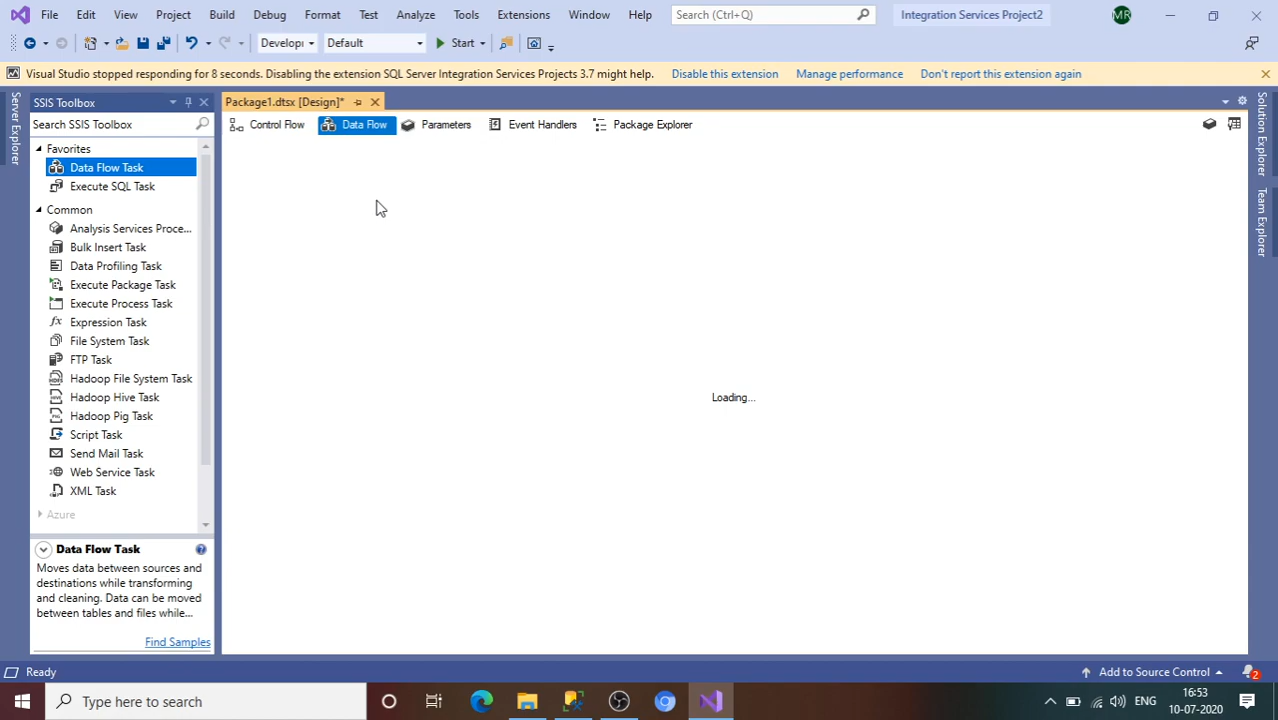 File Edit View Project Build Debug Format Test Analyze Tools Extensions Window Help Search (Ctrl+Q) Integration Services Project2 MR
Develop Default Start
Visual Studio stopped responding for 8 seconds. Disabling the extension SQL Server Integration Services Projects 3.7 might help. Disable this extension Manage performance Don't report this extension again
Server Explorer
SSIS Toolbox
Search SSIS Toolbox
Favorites
Data Flow Task
Execute SQL Task
Common
Analysis Services Proce...
Bulk Insert Task
Data Profiling Task
Execute Package Task
Execute Process Task
Expression Task
File System Task
FTP Task
Hadoop File System Task
Hadoop Hive Task
Hadoop Pig Task
Script Task
Send Mail Task
Web Service Task
XML Task
Azure
Data Flow Task
Moves data between sources and
destinations while transforming
and cleaning. Data can be moved
between tables and files while...
Find Samples
Package1.dtsx [Design]*
Control Flow Data Flow Parameters Event Handlers Package Explorer
Loading...
Solution Explorer
Team Explorer
Ready Add to Source Control 2
Type here to search
ENG
16:53
10-07-2020